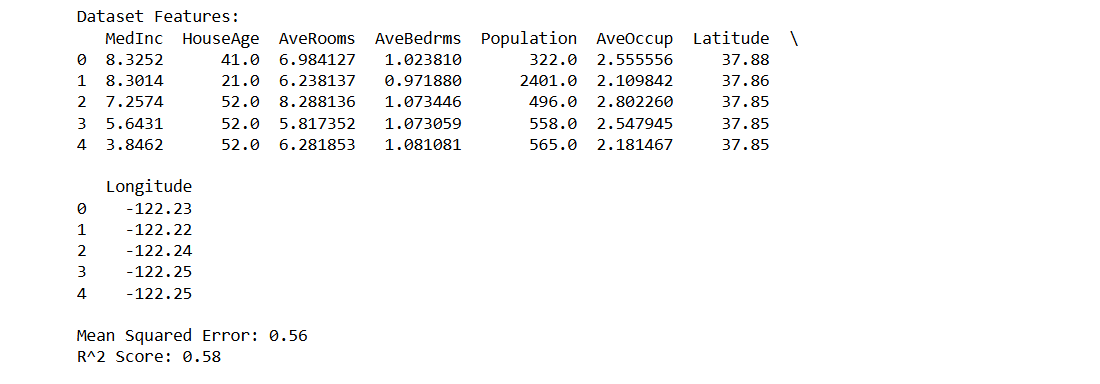 Dataset Features:
   MedInc  HouseAge  AveRooms  AveBedrms  Population  AveOccup  Latitude  \
0  8.3252      41.0  6.984127   1.023810       322.0  2.555556     37.88
1  8.3014      21.0  6.238137   0.971880      2401.0  2.109842     37.86
2  7.2574      52.0  8.288136   1.073446       496.0  2.802260     37.85
3  5.6431      52.0  5.817352   1.073059       558.0  2.547945     37.85
4  3.8462      52.0  6.281853   1.081081       565.0  2.181467     37.85
   Longitude
0    -122.23
1    -122.22
2    -122.24
3    -122.25
4    -122.25
Mean Squared Error: 0.56
R^2 Score: 0.58